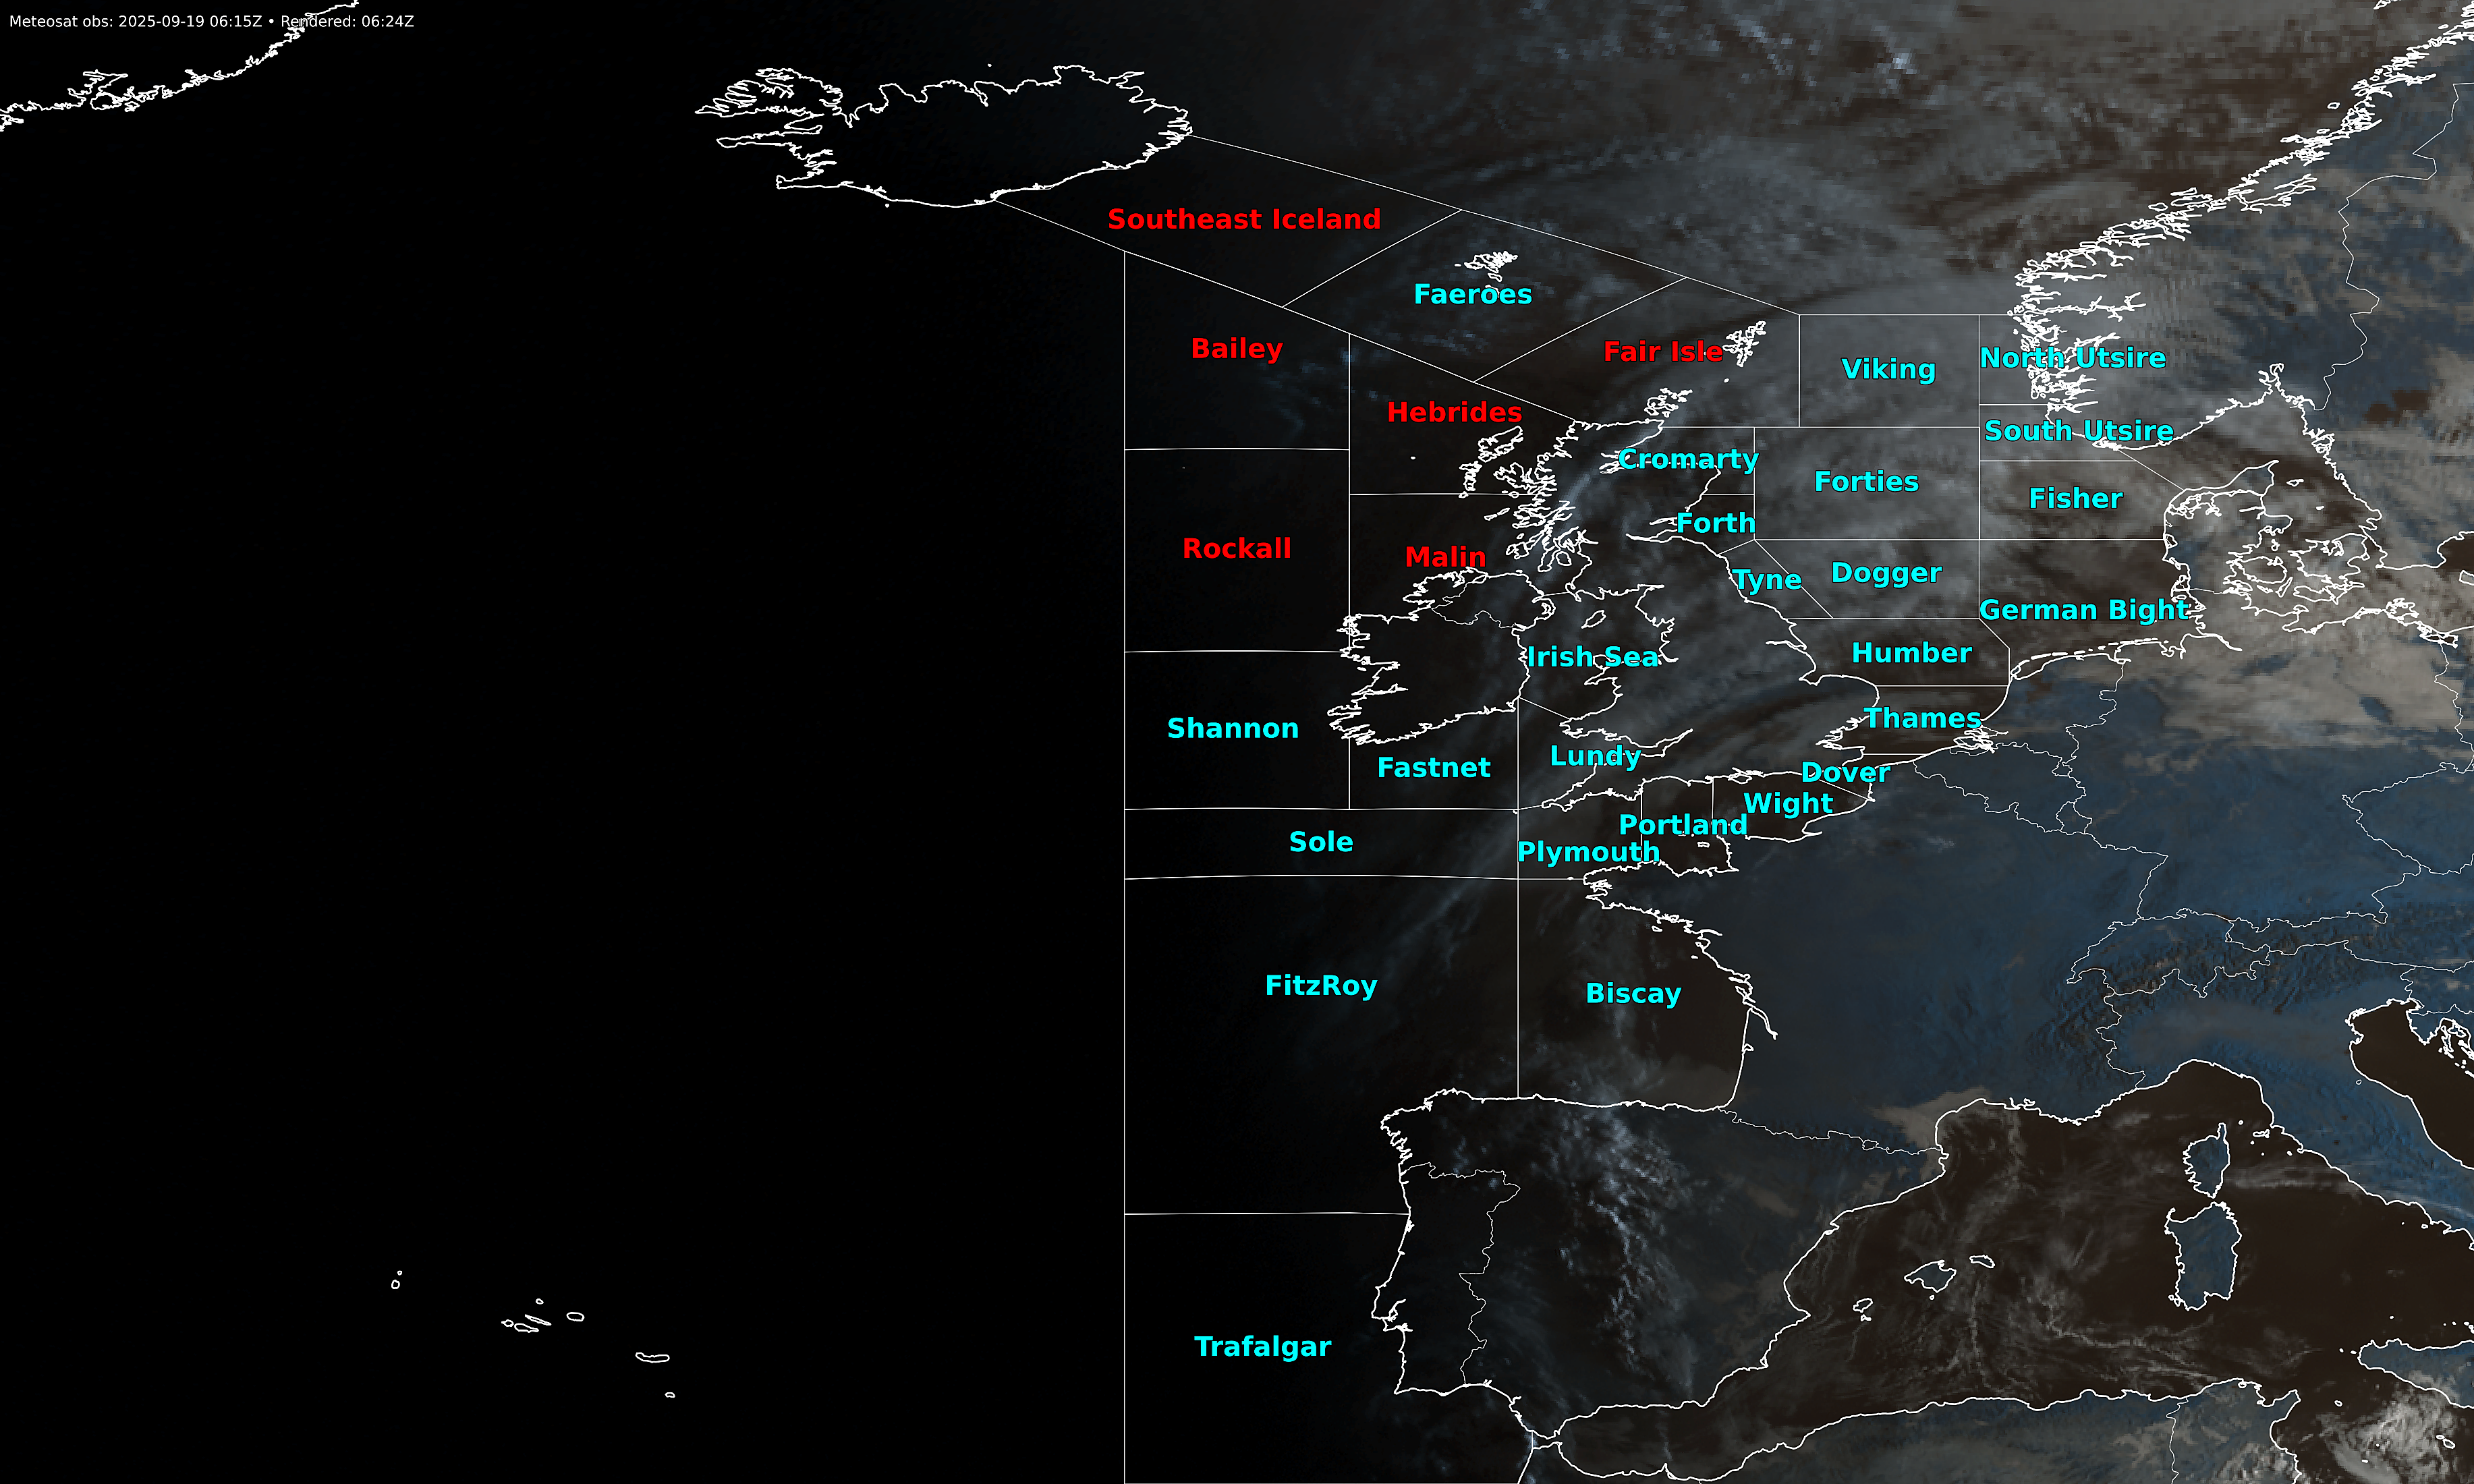 Meteosat obs: 2025-09-19 06:15Z • Rendered: 06:24Z
Southeast Iceland
Faeroes
Bailey
Fair Isle
Viking
North Utsire
Hebrides
South Utsire
Cromarty
Forties
Fisher
Forth
Rockall
Malin
Tyne
Dogger
German Bight
Irish Sea
Humber
Shannon
Thames
Fastnet
Lundy
Dover
Wight
Portland
Sole
Plymouth
FitzRoy
Biscay
Trafalgar